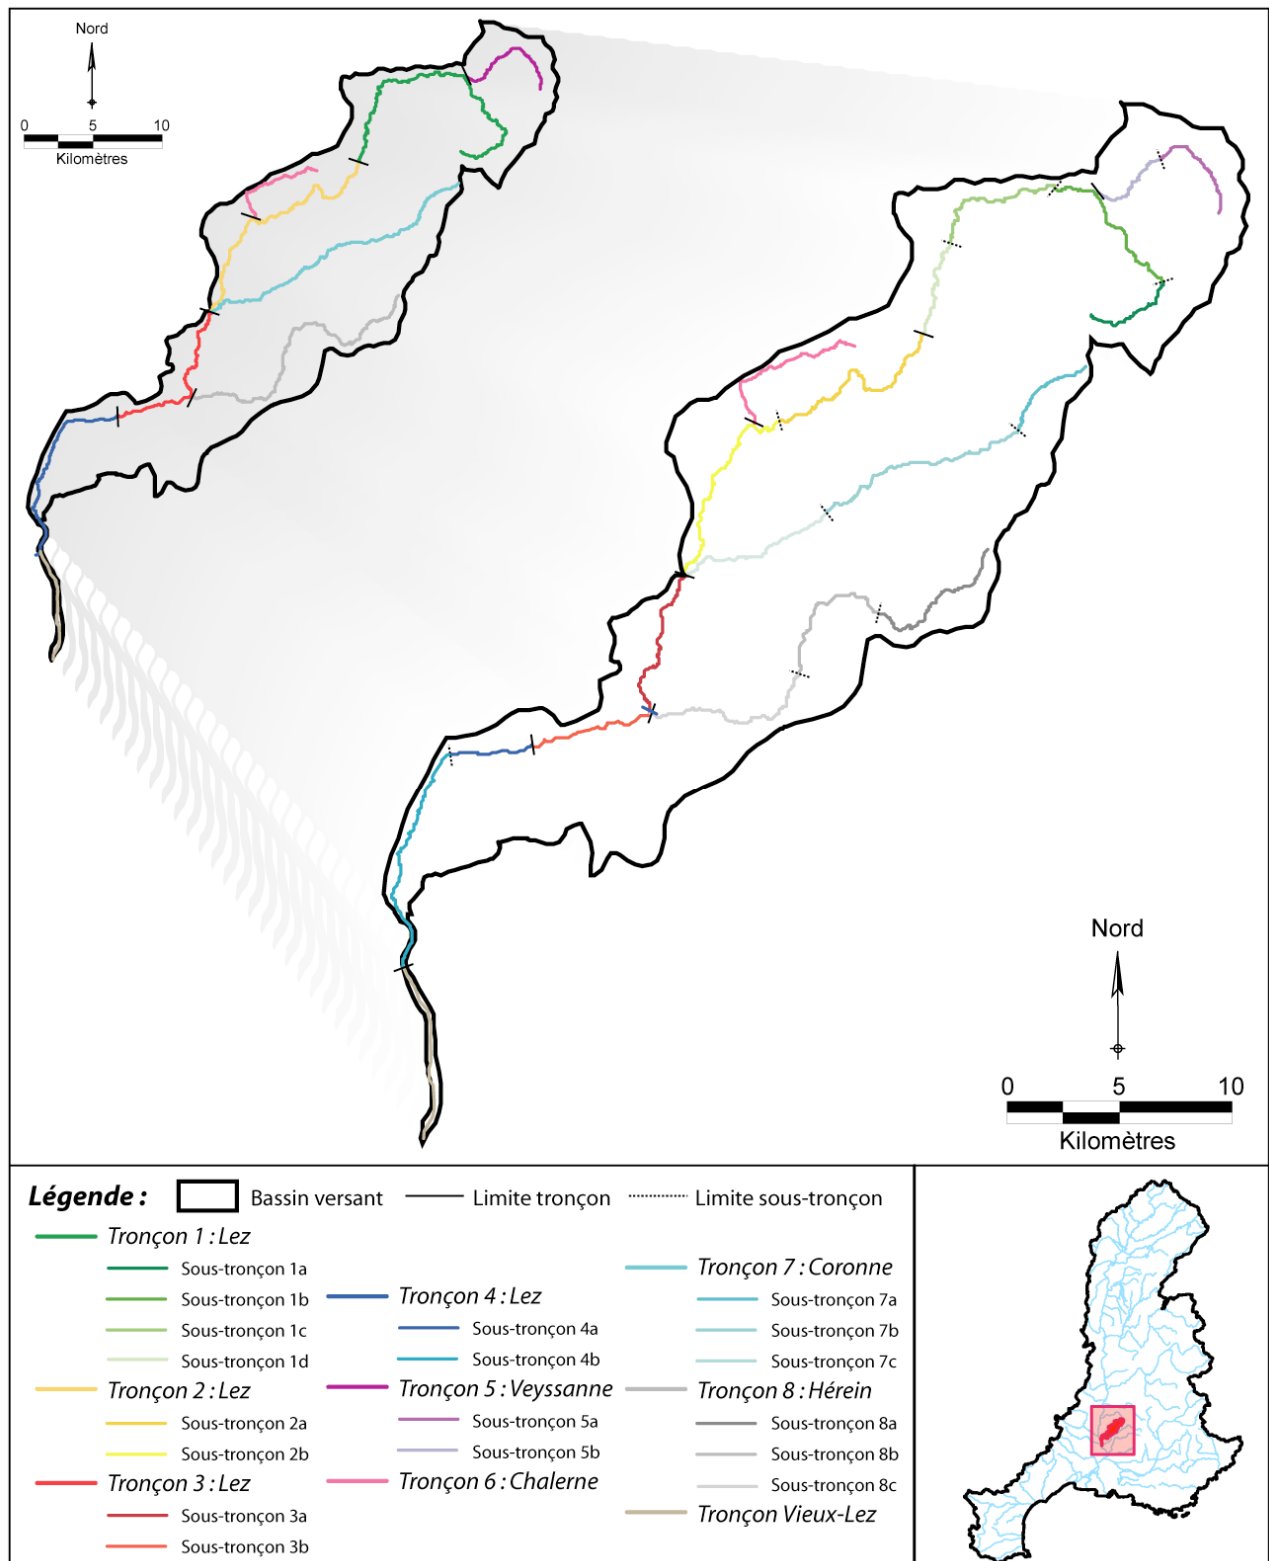 Nord
0 5 10
Kilomètres
Nord
0 5 10
Kilomètres
Légende :
Bassin versant
Limite tronçon
Limite sous-tronçon
Tronçon 1 : Lez
Sous-tronçon 1a
Sous-tronçon 1b
Sous-tronçon 1c
Sous-tronçon 1d
Tronçon 2 : Lez
Sous-tronçon 2a
Sous-tronçon 2b
Tronçon 3 : Lez
Sous-tronçon 3a
Sous-tronçon 3b
Tronçon 4 : Lez
Sous-tronçon 4a
Sous-tronçon 4b
Tronçon 5 : Veyssanne
Sous-tronçon 5a
Sous-tronçon 5b
Tronçon 6 : Chalerne
Tronçon 7 : Coronne
Sous-tronçon 7a
Sous-tronçon 7b
Sous-tronçon 7c
Tronçon 8 : Hérein
Sous-tronçon 8a
Sous-tronçon 8b
Sous-tronçon 8c
Tronçon Vieux-Lez